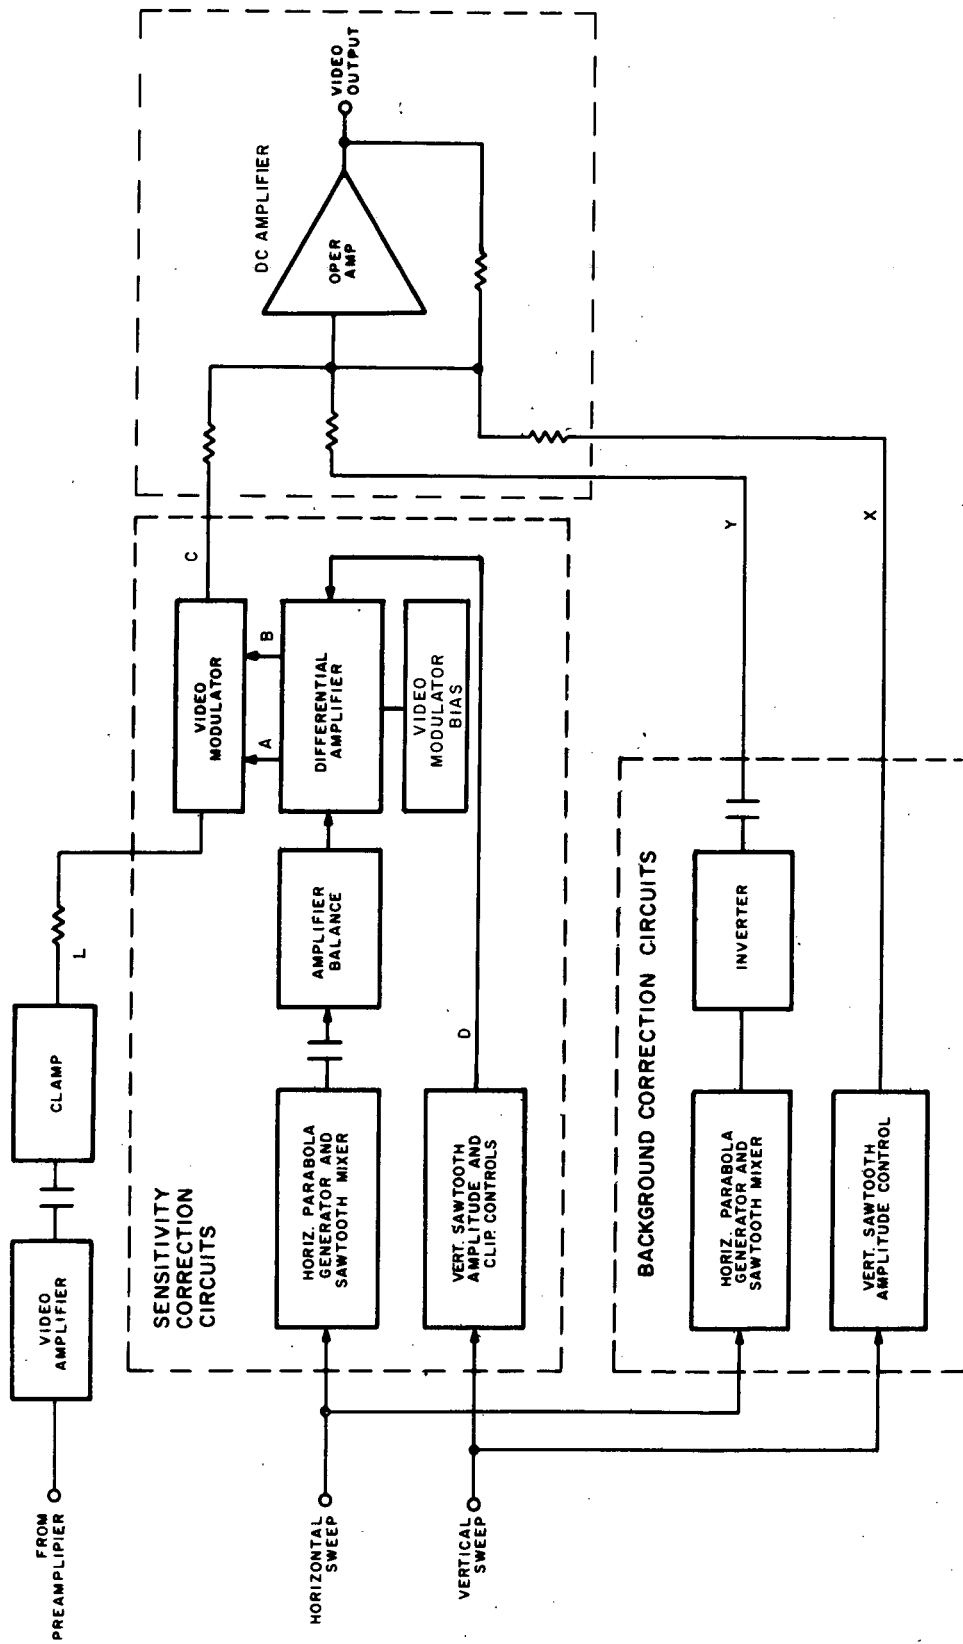 FROM
PREAMPLIPIER
VIDEO
AMPLIFIER
CLAMP
L
SENSITIVITY
CORRECTION
CIRCUITS
HORIZONTAL
SWEEP
HORIZ. PARABOLA
GENERATOR AND
SAWTOOTH MIXER
AMPLIFIER
BALANCE
DIFFERENTIAL
AMPLIFIER
A
B
VIDEO
MODULATOR
C
VIDEO
MODULATOR
BIAS
VERTICAL
SWEEP
VERT. SAWTOOTH
AMPLITUDE AND
CLIP. CONTROLS
D
DC AMPLIFIER
OPER
AMP
VIDEO
OUTPUT
BACKGROUND CORRECTION CIRCUITS
HORIZ. PARABOLA
GENERATOR AND
SAWTOOTH MIXER
INVERTER
Y
VERT. SAWTOOTH
AMPLITUDE CONTROL
X